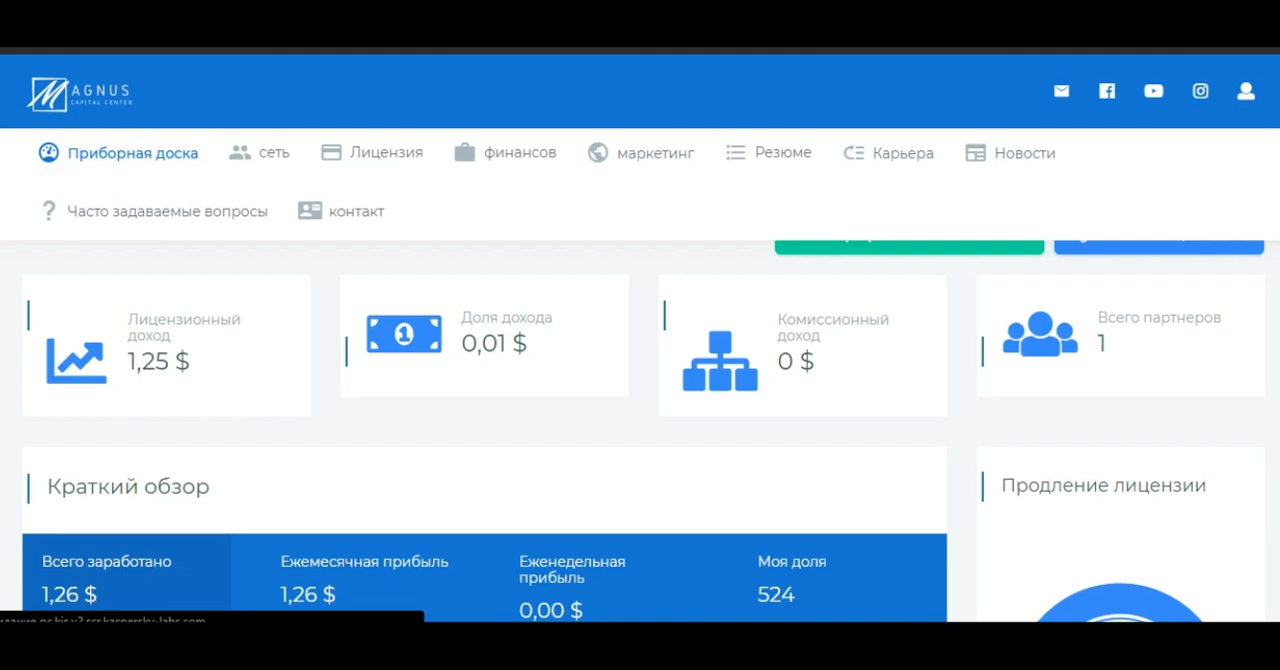 MAGNUS
CAPITAL CENTER
Приборная доска
сеть
Лицензия
финансов
маркетинг
Резюме
Карьера
Новости
Часто задаваемые вопросы
контакт
Лицензионный
доход
1,25 $
Доля дохода
0,01 $
Комиссионный
доход
0 $
Всего партнеров
1
Краткий обзор
Продление лицензии
Всего заработано
1,26 $
Ежемесячная прибыль
1,26 $
Еженедельная
прибыль
0,00 $
Моя доля
524